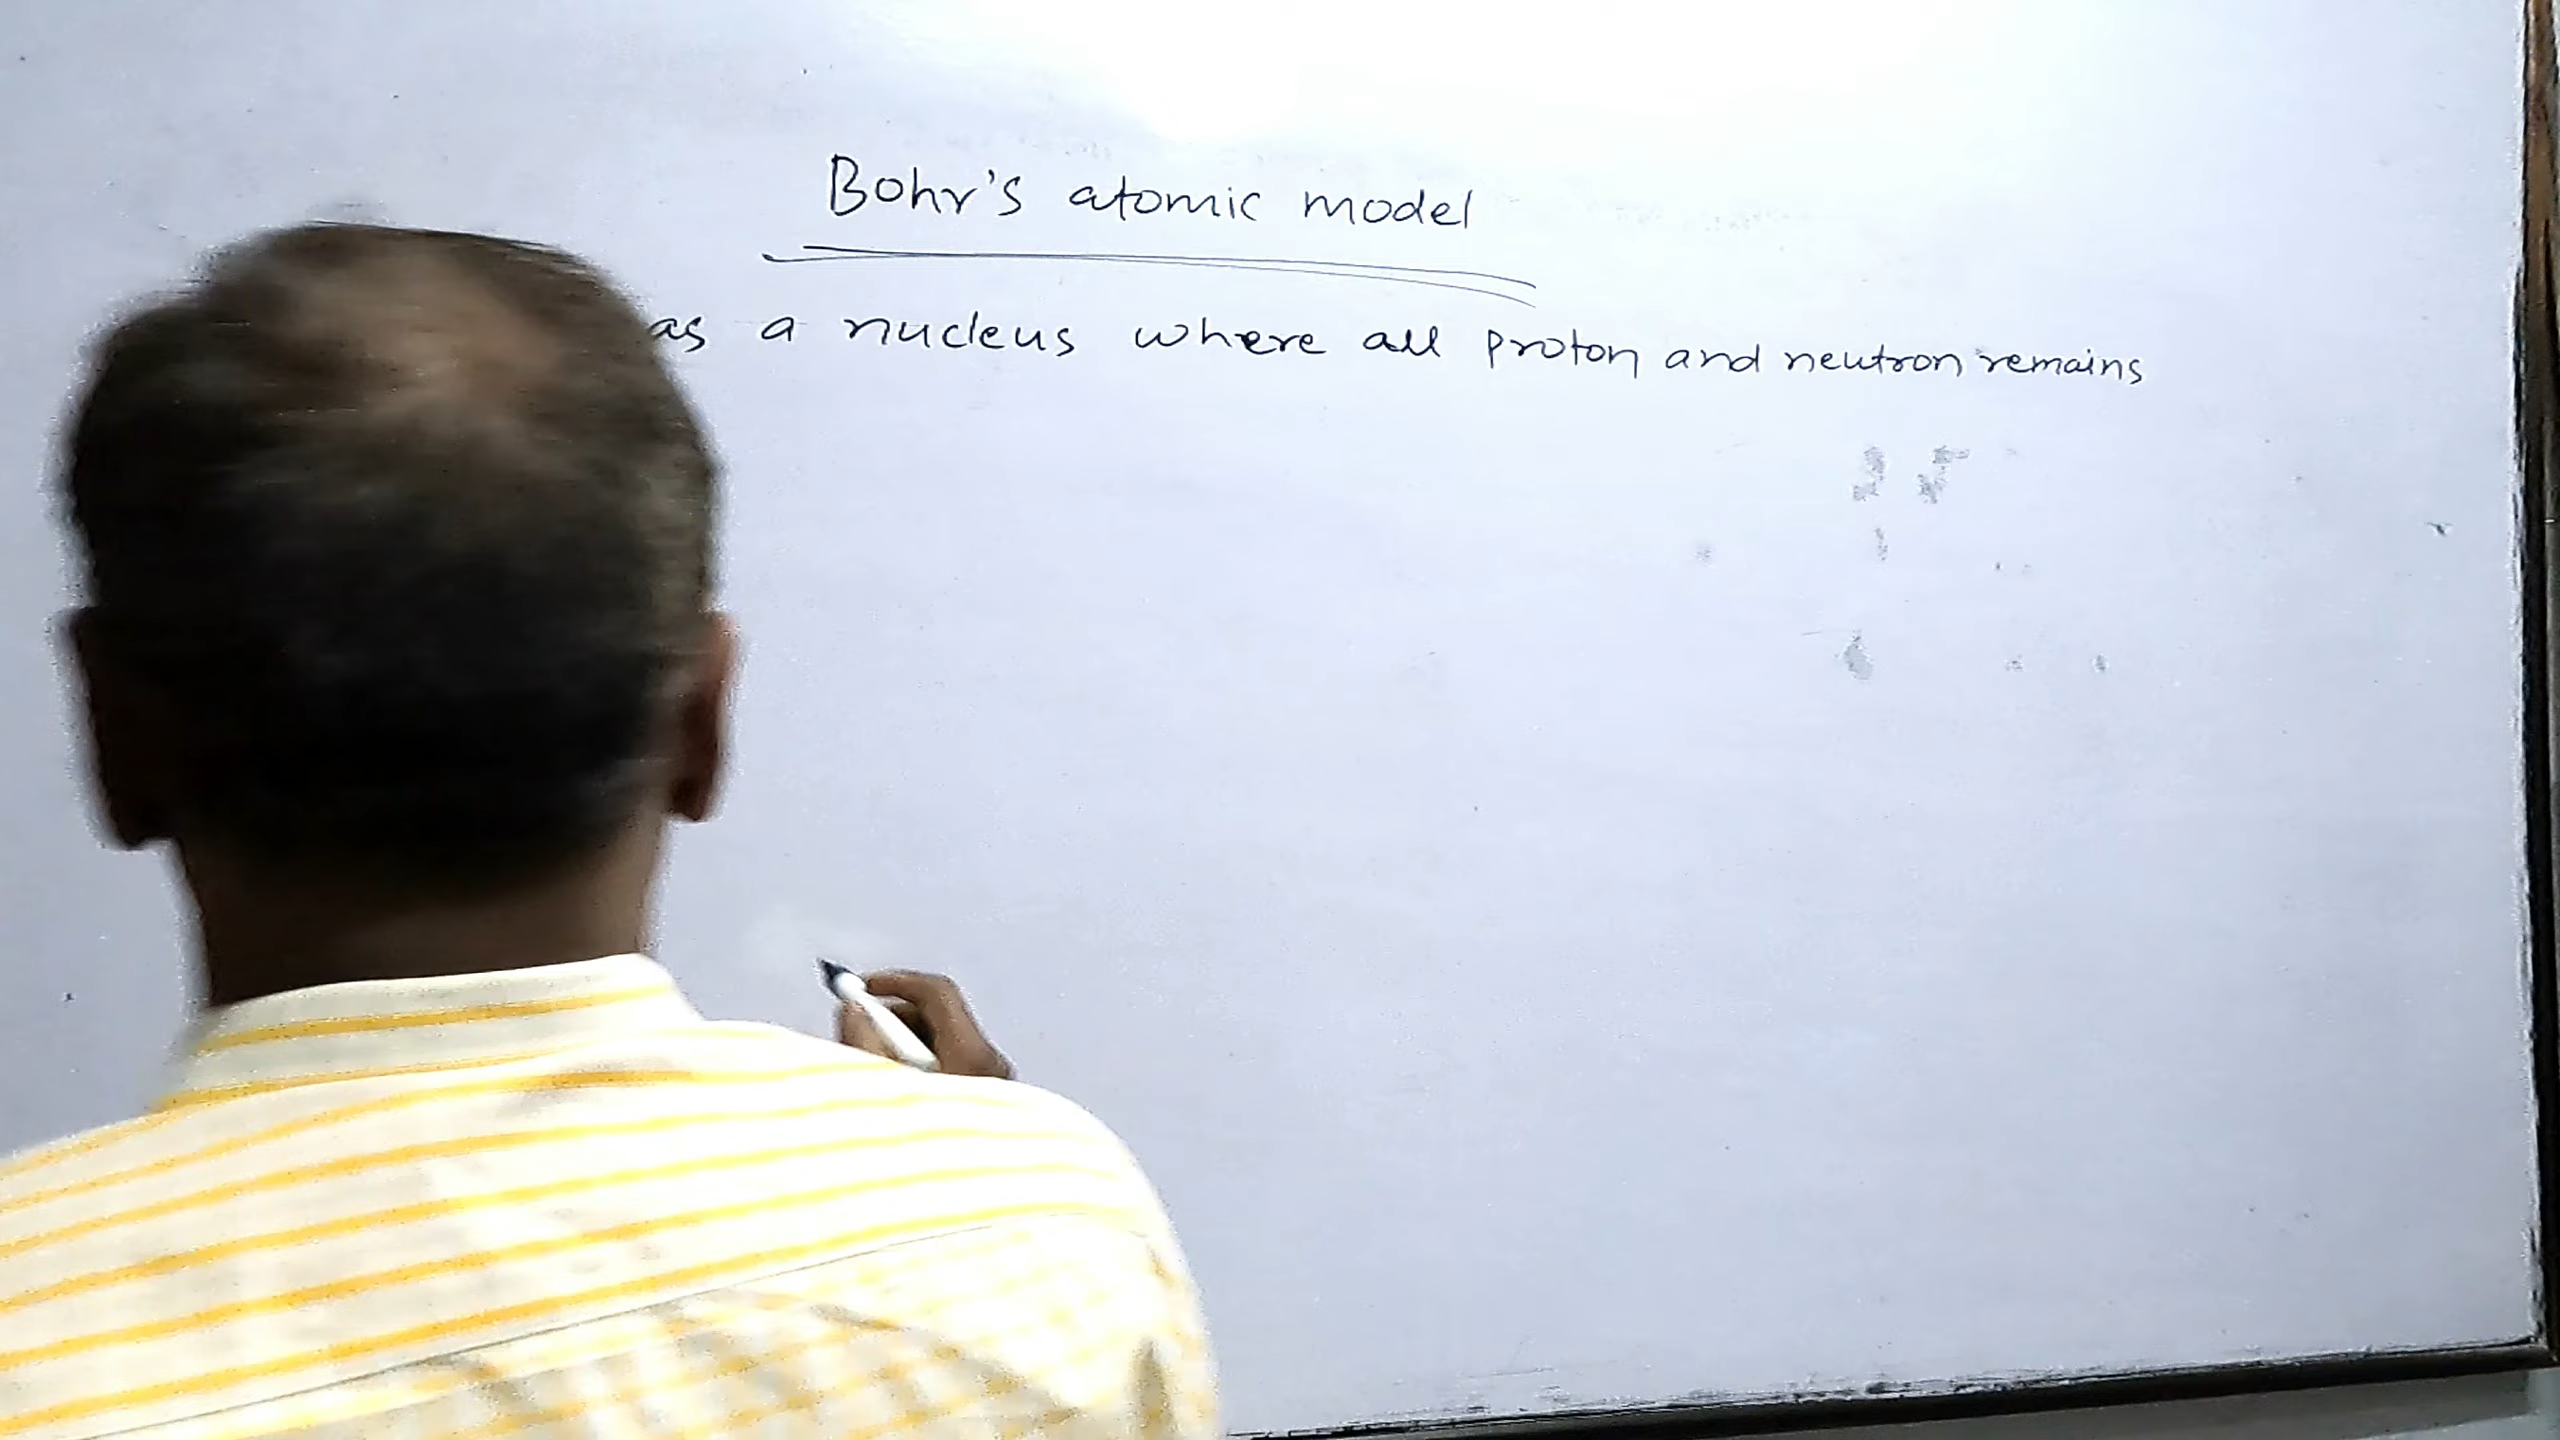 Bohr's atomic model
as a nucleus where all proton and neutron remains